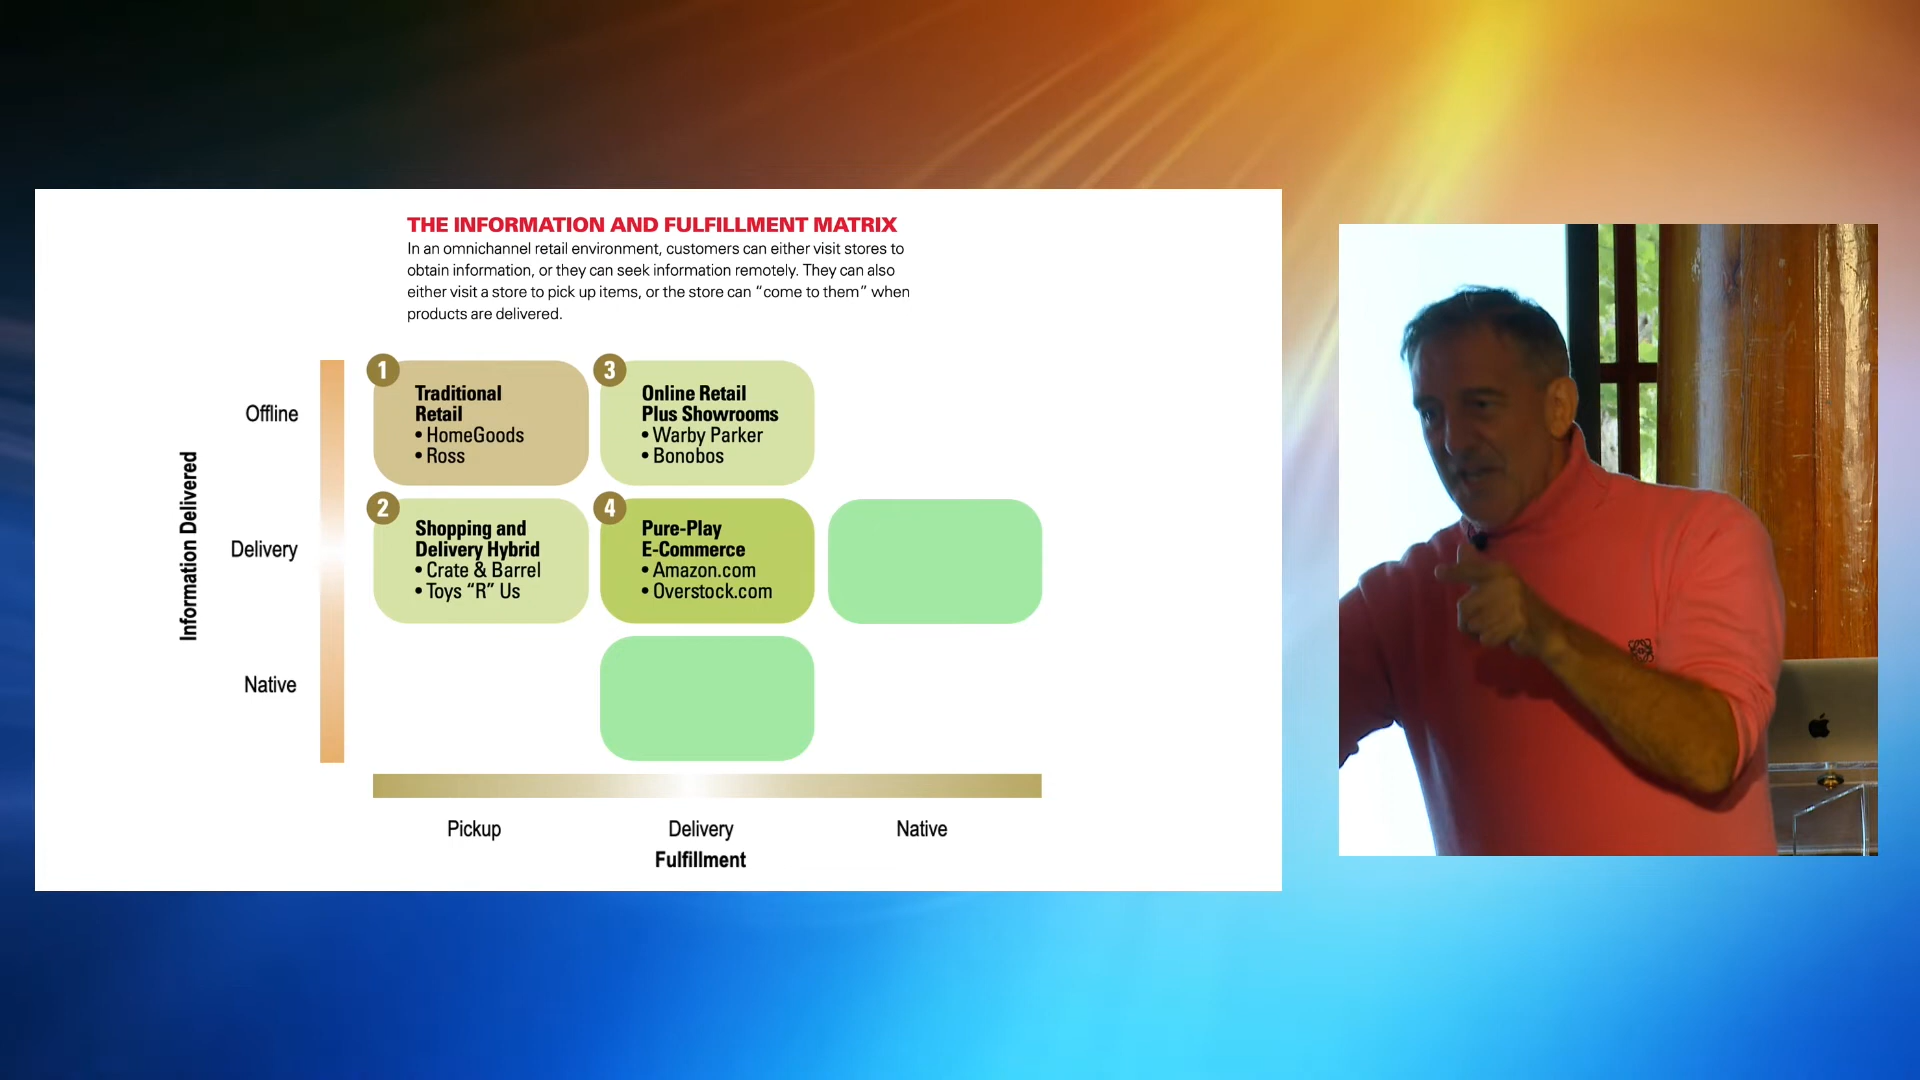 THE INFORMATION AND FULFILLMENT MATRIX
In an omnichannel retail environment, customers can either visit stores to
obtain information, or they can seek information remotely. They can also
either visit a store to pick up items, or the store can “come to them” when
products are delivered.
Information Delivered
Offline
Delivery
Native
1
Traditional
Retail
• HomeGoods
• Ross
3
Online Retail
Plus Showrooms
• Warby Parker
• Bonobos
2
Shopping and
Delivery Hybrid
• Crate & Barrel
• Toys “R” Us
4
Pure-Play
E-Commerce
• Amazon.com
• Overstock.com
Pickup
Delivery
Native
Fulfillment